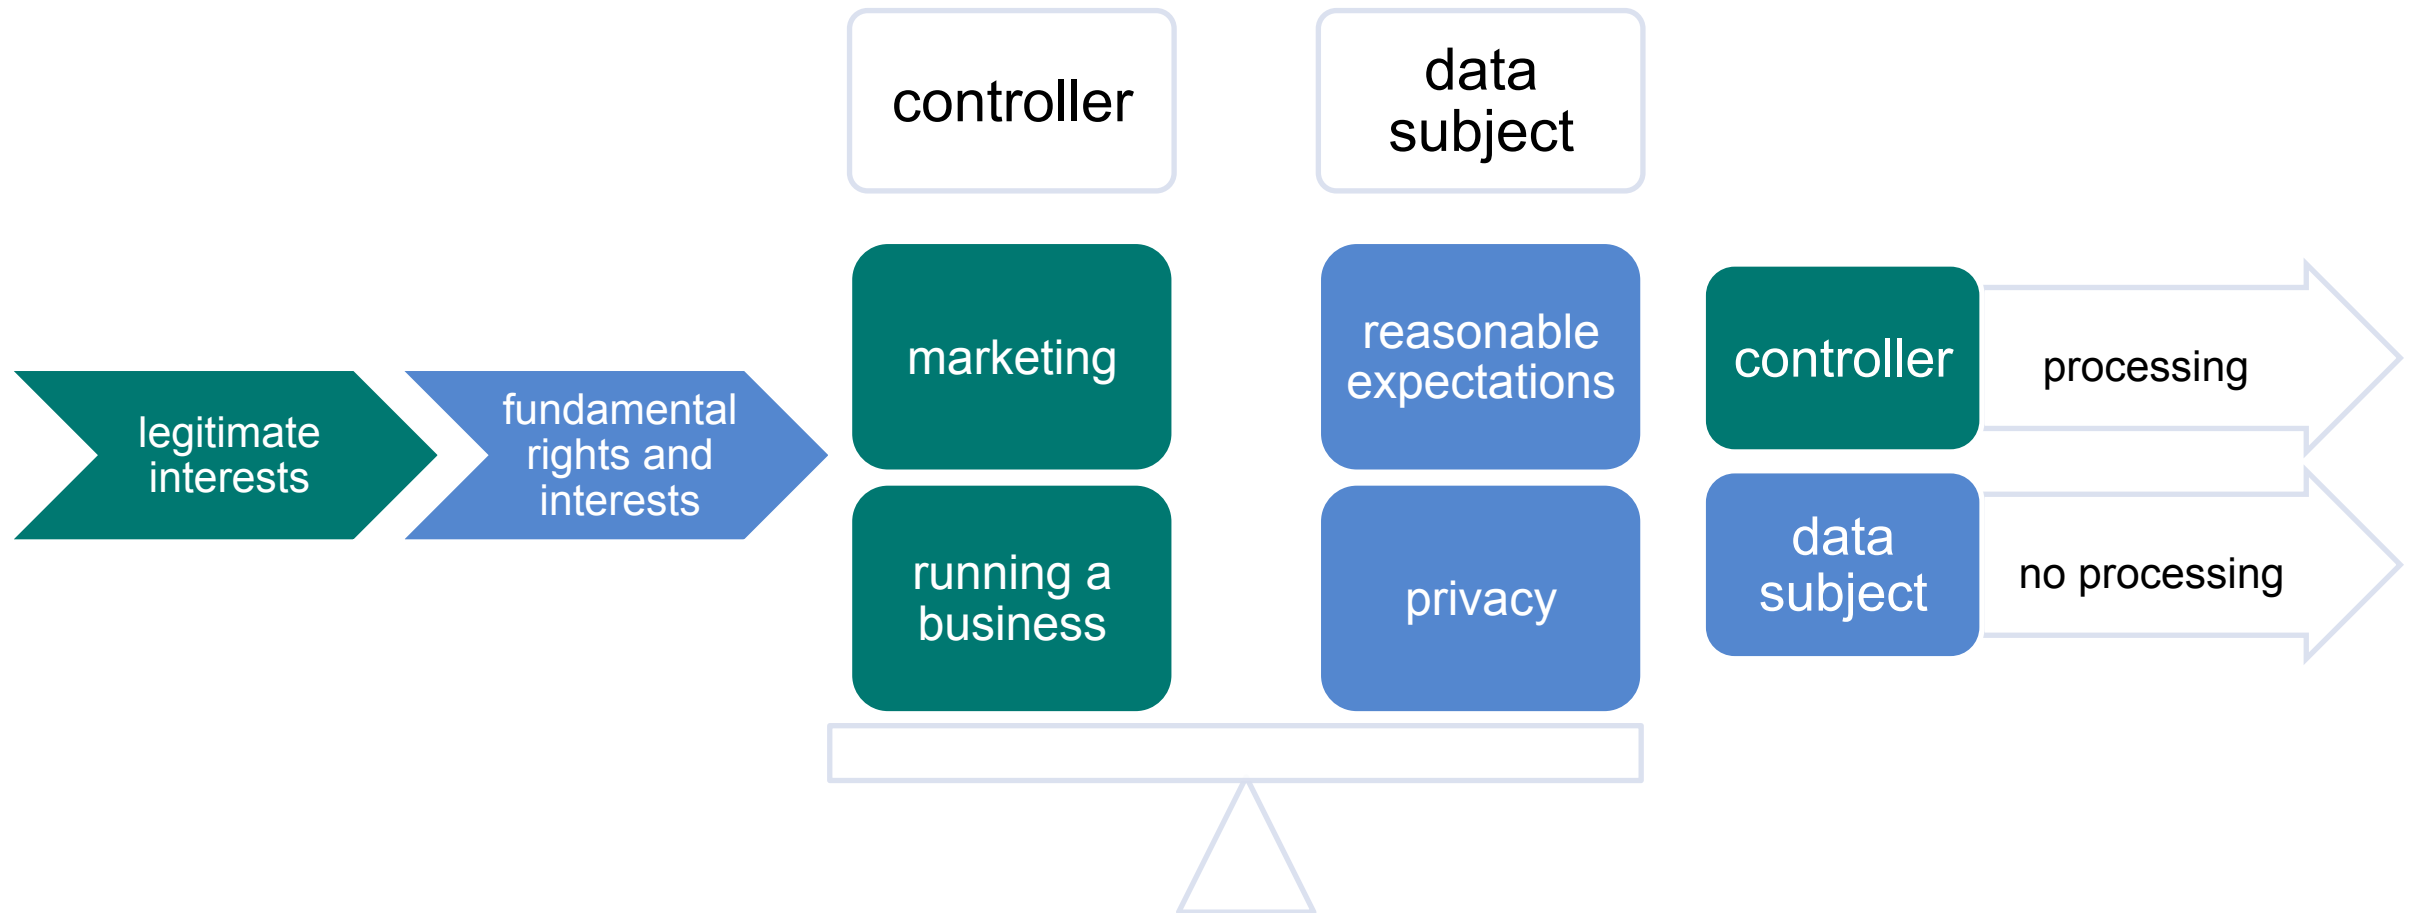 legitimate
interests
fundamental
rights and
interests
controller
marketing
running a
business
data
subject
reasonable
expectations
privacy
controller
processing
data
subject
no processing